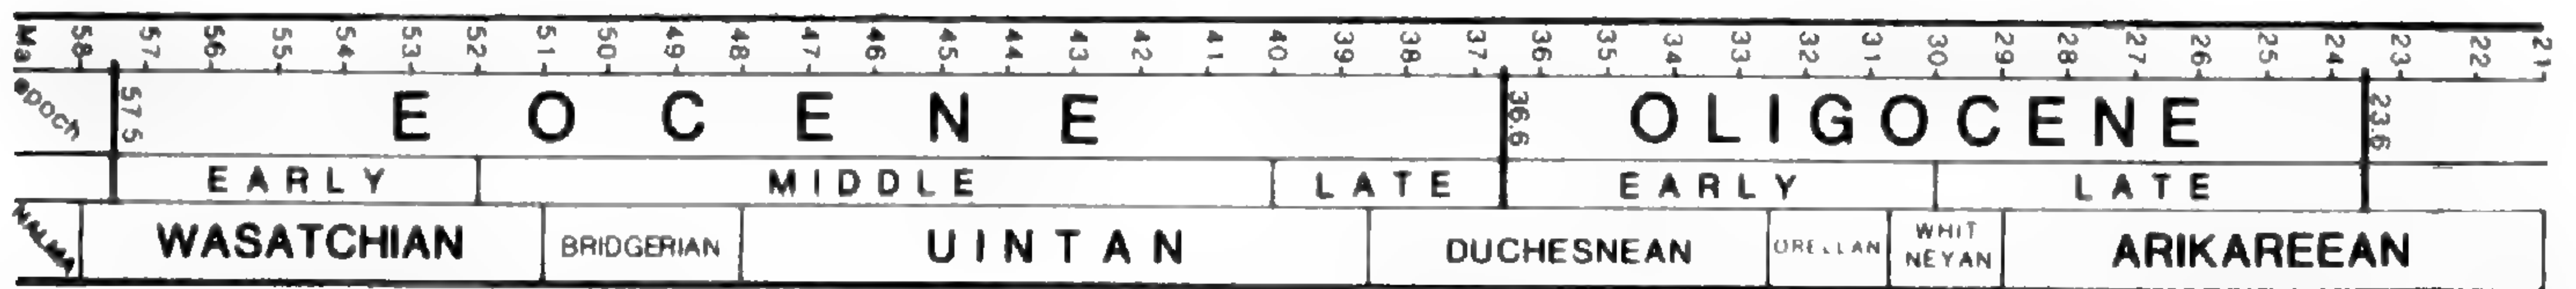 Ma 58 57 56 55 54 53 52 51 50 49 48 47 46 45 44 43 42 41 40 39 38 37 36 35 34 33 32 31 30 29 28 27 26 25 24 23 22 21
EPOCH 57.5 EOCENE 36.6 OLIGOCENE 23.6
EARLY MIDDLE LATE EARLY LATE
WASATCHIAN BRIDGERIAN UINTAN DUCHESNEAN ORELLAN WHIT
NEYAN ARIKAREEAN